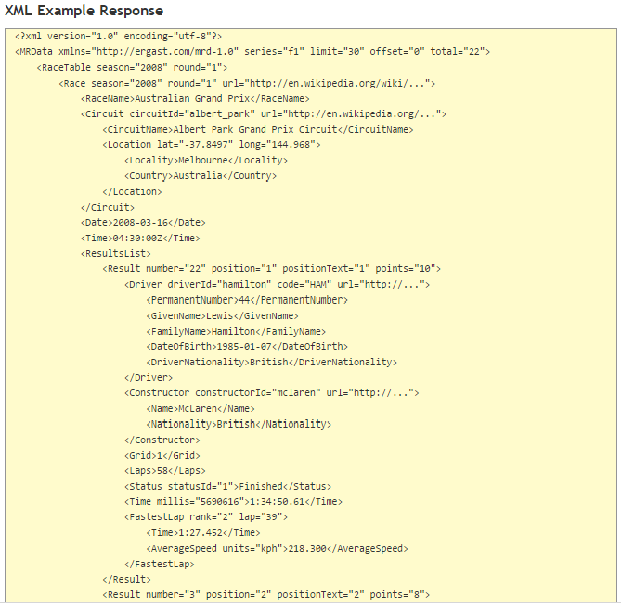 XML Example Response
<?xml version="1.0" encoding="utf-8"?>
<MRData xmlns="http://ergast.com/mrd-1.0" series="f1" limit="30" offset="0" total="22">
<RaceTable season="2008" round="1">
<Race season="2008" round="1" url="http://en.wikipedia.org/wiki/...">
<RaceName>Australian Grand Prix</RaceName>
<Circuit circuitId="albert_park" url="http://en.wikipedia.org/...">
<CircuitName>Albert Park Grand Prix Circuit</CircuitName>
<Location lat="-37.8497" long="144.968">
<Locality>Melbourne</Locality>
<Country>Australia</Country>
</Location>
</Circuit>
<Date>2008-03-16</Date>
<Time>04:30:00Z</Time>
<ResultsList>
<Result number="22" position="1" positionText="1" points="10">
<Driver driverId="hamilton" code="HAM" url="http://...">
<PermanentNumber>44</PermanentNumber>
<GivenName>Lewis</GivenName>
<FamilyName>Hamilton</FamilyName>
<DateOfBirth>1985-01-07</DateOfBirth>
<DriverNationality>British</DriverNationality>
</Driver>
<Constructor constructorId="mclaren" url="http://...">
<Name>McLaren</Name>
<Nationality>British</Nationality>
</Constructor>
<Grid>1</Grid>
<Laps>58</Laps>
<Status statusId="1">Finished</Status>
<Time millis="5690616">1:34:50.61</Time>
<FastestLap rank="2" lap="39">
<Time>1:27.452</Time>
<AverageSpeed units="kph">218.300</AverageSpeed>
</FastestLap>
</Result>
<Result number="3" position="2" positionText="2" points="8">